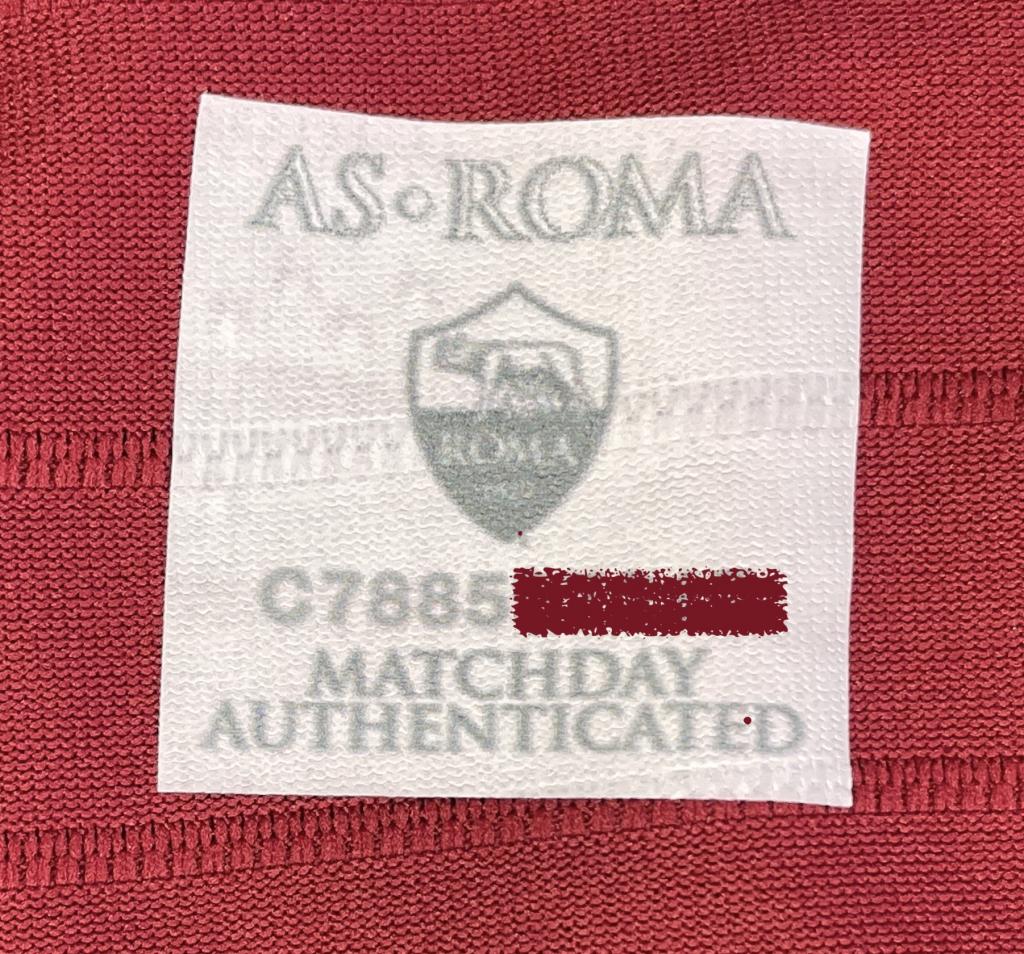 AS·ROMA
ROMA
C7885
MATCHDAY
AUTHENTICATED